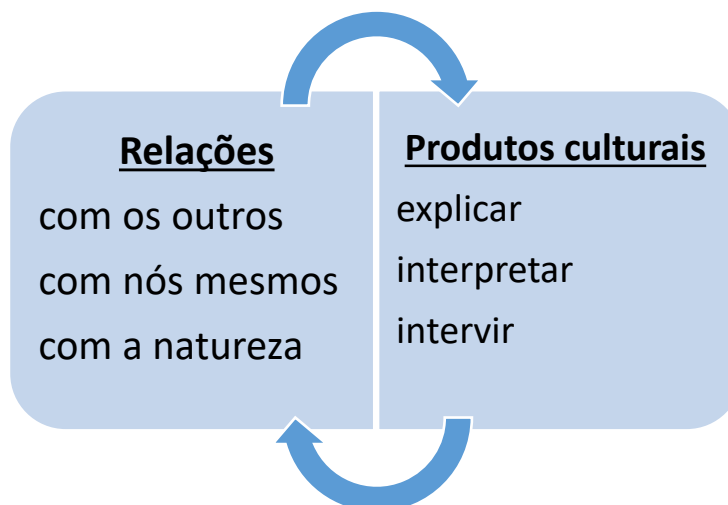 Relações
com os outros
com nós mesmos
com a natureza
Produtos culturais
explicar
interpretar
intervir